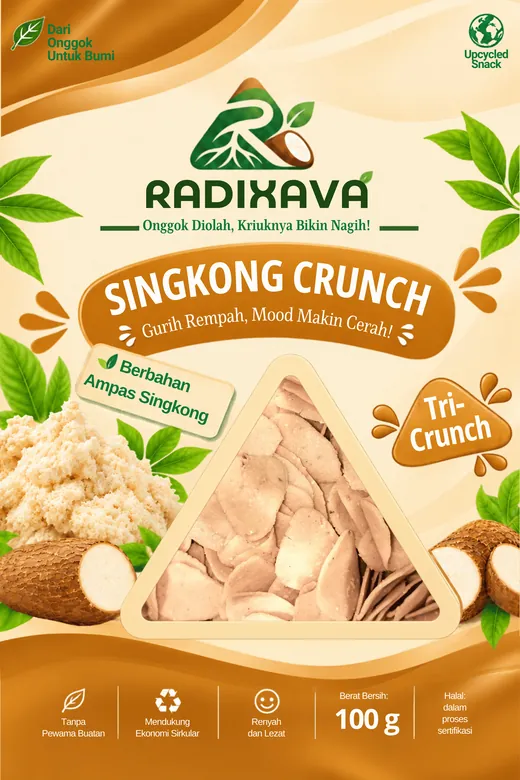 Dari
Onggok
Untuk Bumi
Upcycled
Snack
RADIXAVA
Onggok Diolah, Kriuknya Bikin Nagih!
SINGKONG CRUNCH
Gurih Rempah, Mood Makin Cerah!
Berbahan
Ampas Singkong
Tri-
Crunch
Tanpa
Pewarna Buatan
Mendukung
Ekonomi Sirkular
Renyah
dan Lezat
Berat Bersih:
100 g
Halal:
dalam
proses
sertifikasi